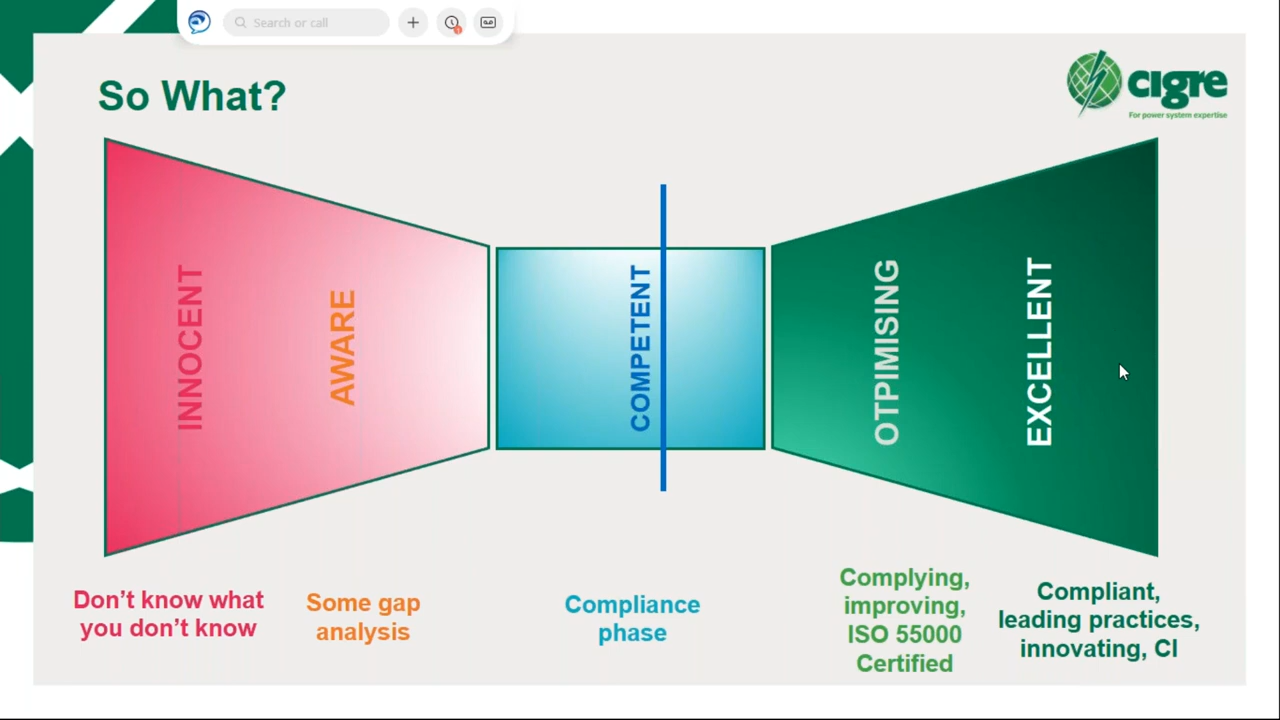 Search or call
So What?
cigre
For power system expertise
INNOCENT
AWARE
COMPETENT
OTPIMISING
EXCELLENT
Don't know what
you don't know
Some gap
analysis
Compliance
phase
Complying,
improving,
ISO 55000
Certified
Compliant,
leading practices,
innovating, CI